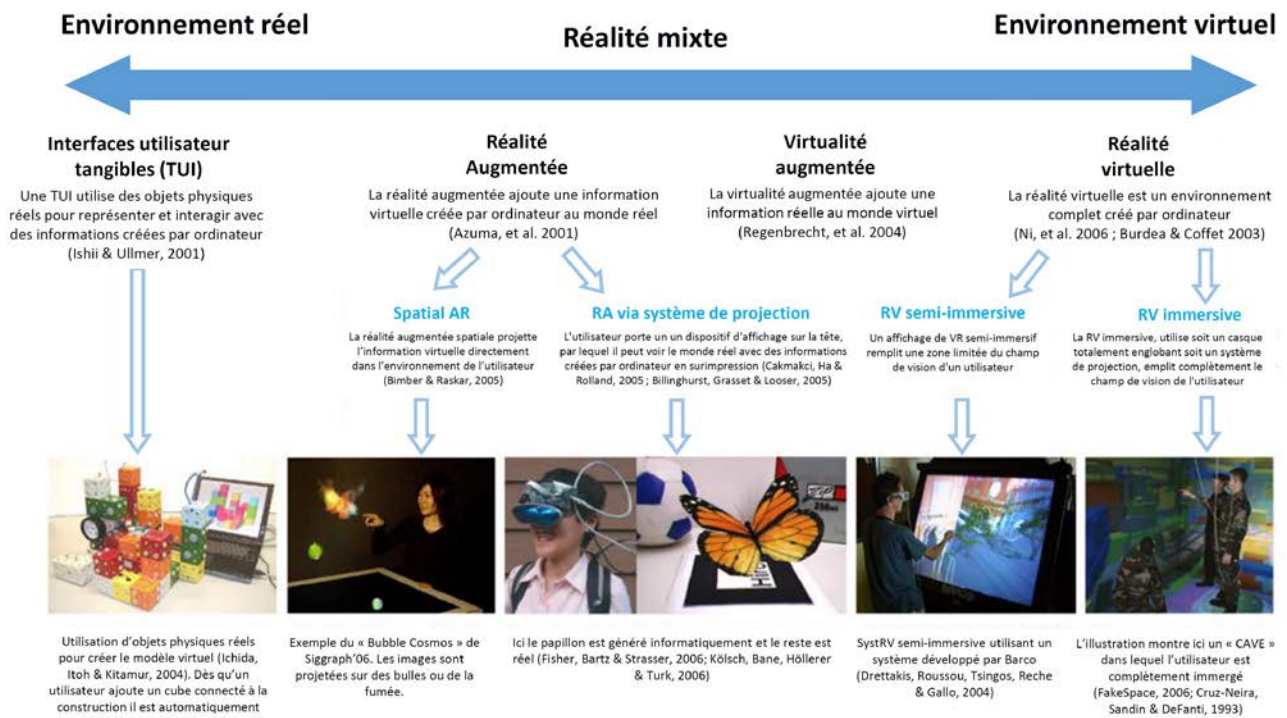 Environnement réel
Réalité mixte
Environnement virtuel
Interfaces utilisateur
tangibles (TUI)
Une TUI utilise des objets physiques
réels pour représenter et interagir avec
des informations créées par ordinateur
(Ishii & Ullmer, 2001)
Réalité
Augmentée
La réalité augmentée ajoute une information
virtuelle créée par ordinateur au monde réel
(Azuma, et al. 2001)
Virtualité
augmentée
La virtualité augmentée ajoute une
information réelle au monde virtuel
(Regenbrecht, et al. 2004)
Réalité
virtuelle
La réalité virtuelle est un environnement
complet créé par ordinateur
(Ni, et al. 2006 ; Burdea & Coffet 2003)
Spatial AR
La réalité augmentée spatiale projette
l'information virtuelle directement
dans l'environnement de l'utilisateur
(Bimber & Raskar, 2005)
RA via système de projection
L'utilisateur porte un un dispositif d'affichage sur la tête,
par lequel il peut voir le monde réel avec des informations
créées par ordinateur en surimpression (Cakmakci, Ha &
Rolland, 2005 ; Billinghurst, Grasset & Looser, 2005)
RV semi-immersive
Un affichage de VR semi-immersif
remplit une zone limitée du champ
de vision d'un utilisateur
RV immersive
La RV immersive, utilise soit un casque
totalement englobant soit un système
de projection, emplit complètement le
champ de vision de l'utilisateur
Utilisation d'objets physiques réels
pour créer le modèle virtuel (Ichida,
Itoh & Kitamur, 2004). Dès qu'un
utilisateur ajoute un cube connecté à la
construction il est automatiquement
Exemple du « Bubble Cosmos » de
Siggraph'06. Les images sont
projetées sur des bulles ou de la
fumée.
Ici le papillon est généré informatiquement et le reste est
réel (Fisher, Bartz & Strasser, 2006; Kölsch, Bane, Höllerer
& Turk, 2006)
SystRV semi-immersive utilisant un
système développé par Barco
(Drettakis, Roussou, Tsingos, Reche
& Gallo, 2004)
L'illustration montre ici un « CAVE »
dans lequel l'utilisateur est
complètement immergé
(FakeSpace, 2006; Cruz-Neira,
Sandin & DeFanti, 1993)